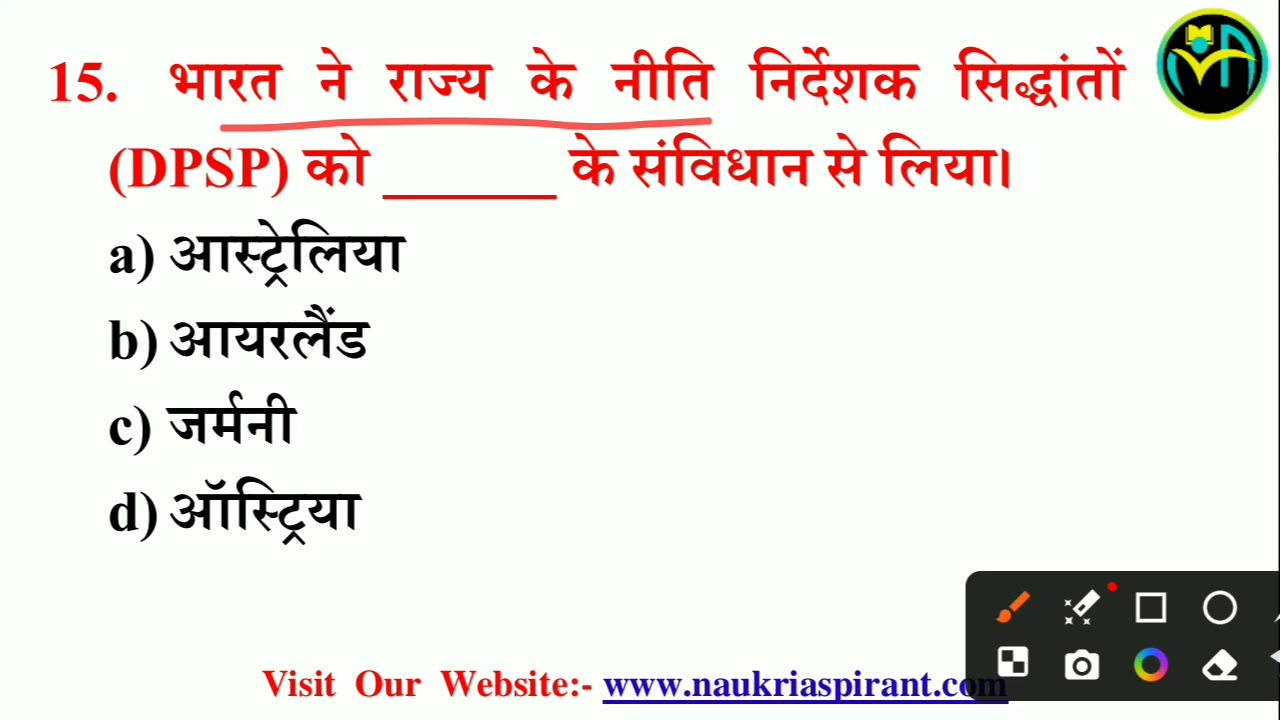 15. भारत ने राज्य के नीति निर्देशक सिद्धांतों
(DPSP) को ______ के संविधान से लिया।
a) आस्ट्रेलिया
b) आयरलैंड
c) जर्मनी
d) ऑस्ट्रिया
Visit Our Website:- www.naukriaspirant.com